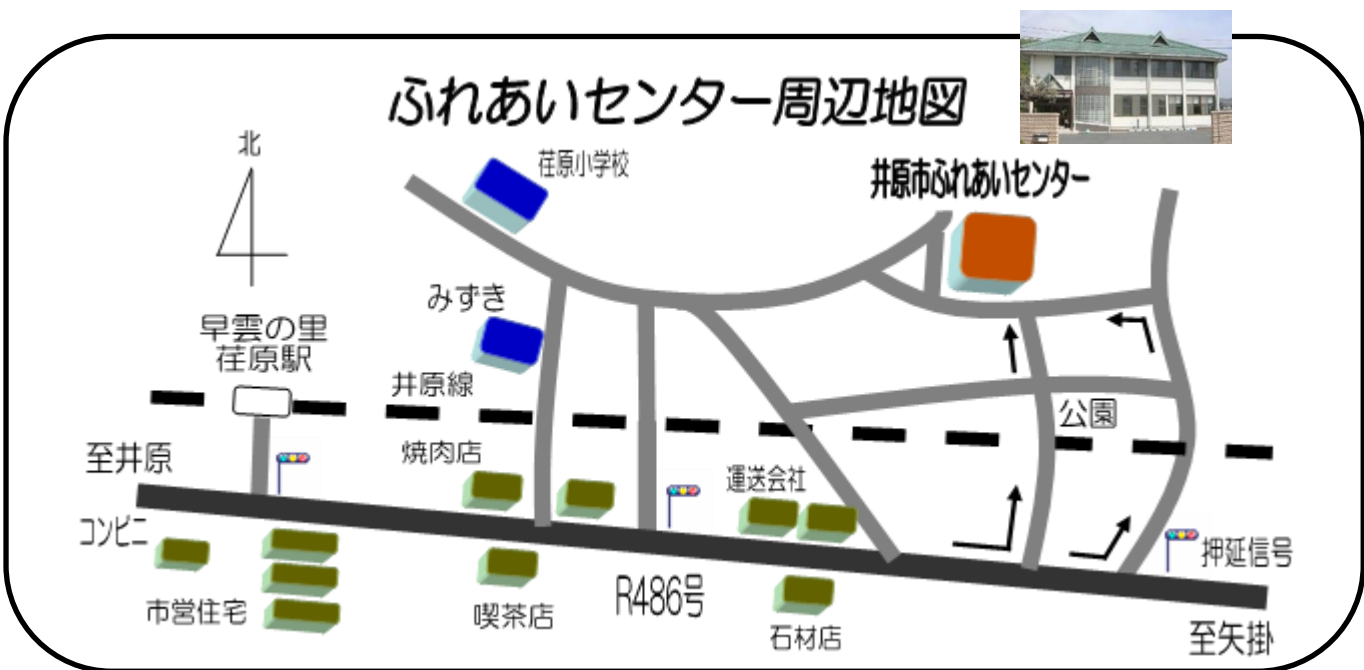 ふれあいセンター周辺地図
北
荏原小学校
井原市ふれあいセンター
みずき
早雲の里
荏原駅
井原線
公園
至井原
焼肉店
運送会社
コンビニ
押延信号
市営住宅
喫茶店
R486号
石材店
至矢掛